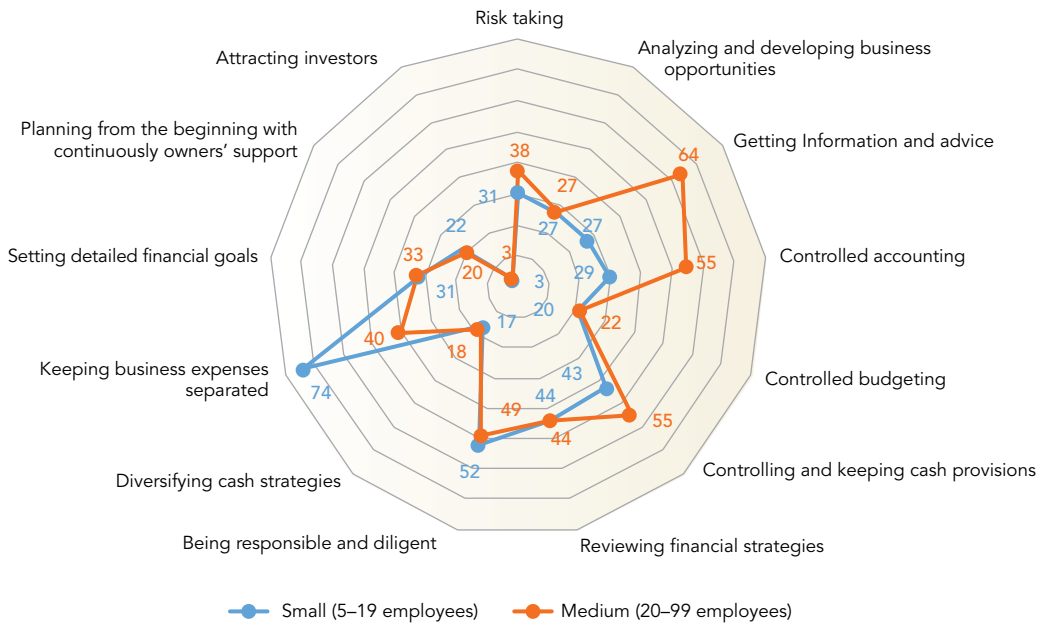 Risk taking
Analyzing and developing business
opportunities
Attracting investors
Planning from the beginning with
continuously owners’ support
Getting Information and advice
38
64
27
31
22
27
27
33
3
Setting detailed financial goals
Controlled accounting
20
29
55
31
3
17
20
22
40
18
Keeping business expenses
separated
43
Controlled budgeting
74
44
49
55
44
52
Controlling and keeping cash provisions
Diversifying cash strategies
Being responsible and diligent
Reviewing financial strategies
Small (5–19 employees)
Medium (20–99 employees)